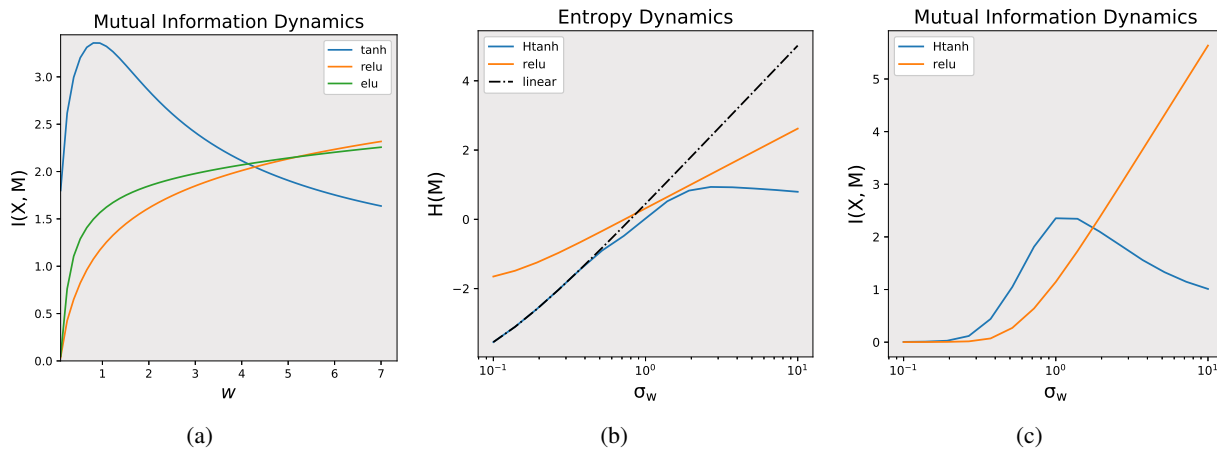 Mutual Information Dynamics
I(X, M)
3.0
2.5
2.0
1.5
1.0
0.5
0.0
tanh
relu
elu
1 2 3 4 5 6 7
w
(a)
Entropy Dynamics
H(M)
4
2
0
−2
Htanh
relu
linear
10⁻¹ 10⁰ 10¹
σw
(b)
Mutual Information Dynamics
I(X, M)
5
4
3
2
1
0
Htanh
relu
10⁻¹ 10⁰ 10¹
σw
(c)